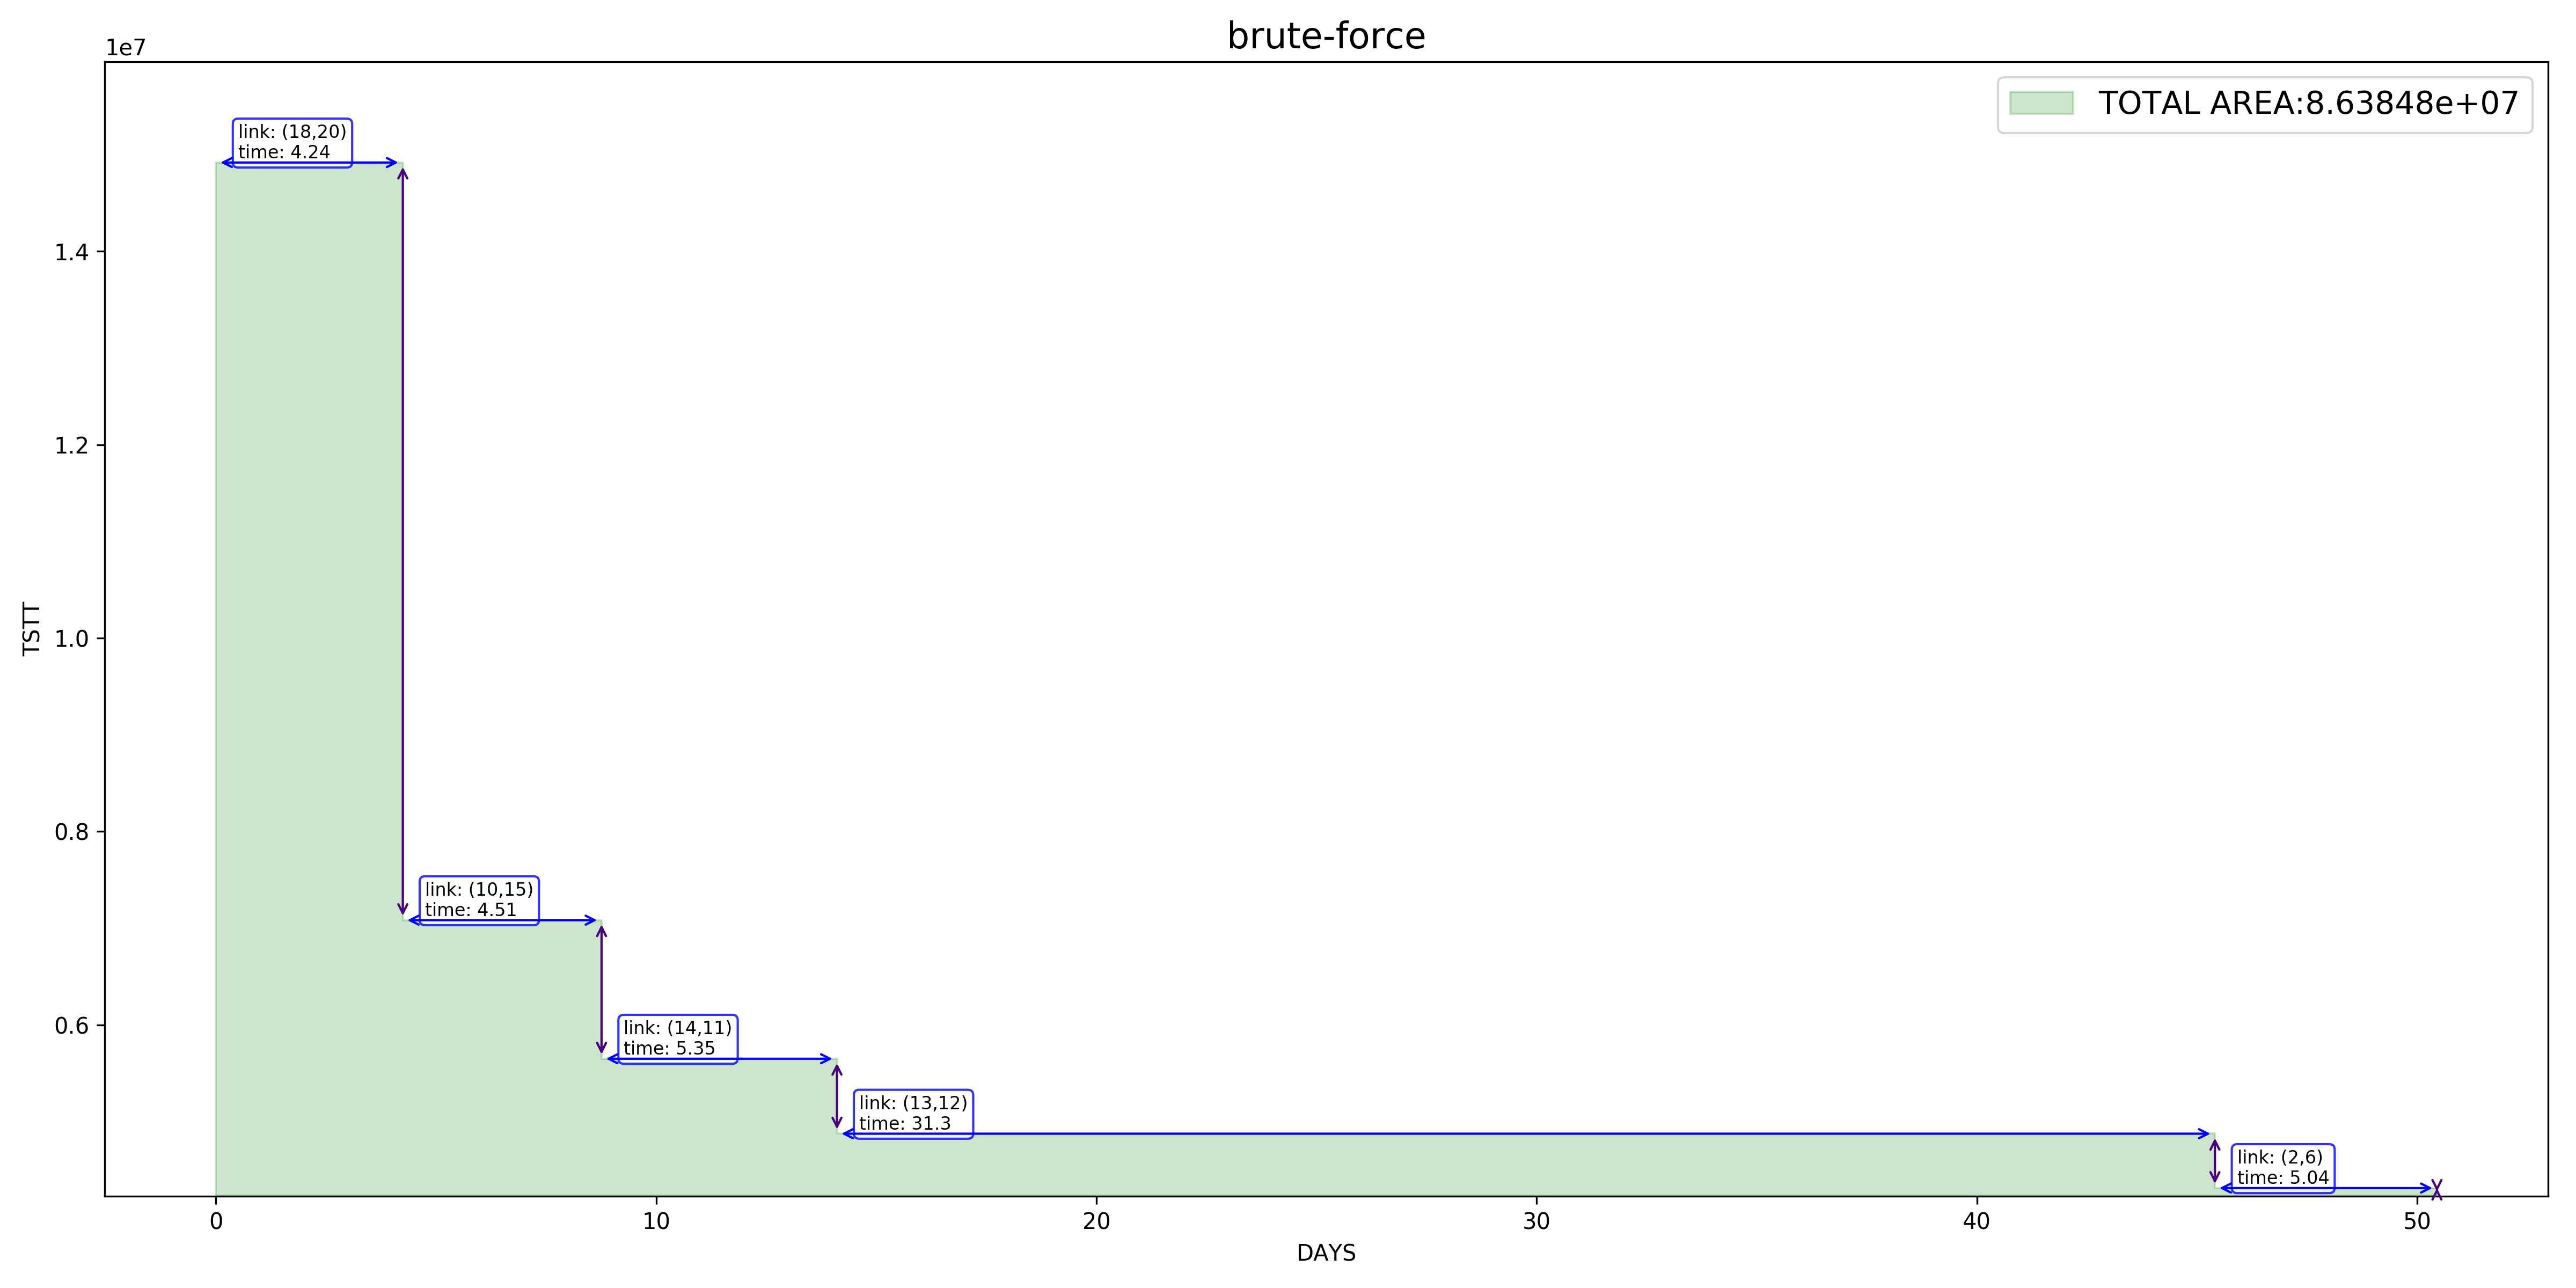 brute-force
1e7
TOTAL AREA:8.63848e+07
link: (18,20)
time: 4.24
1.4
1.2
1.0
TSTT
0.8
link: (10,15)
time: 4.51
0.6
link: (14,11)
time: 5.35
link: (13,12)
time: 31.3
link: (2,6)
time: 5.04
0
10
20
30
40
50
DAYS